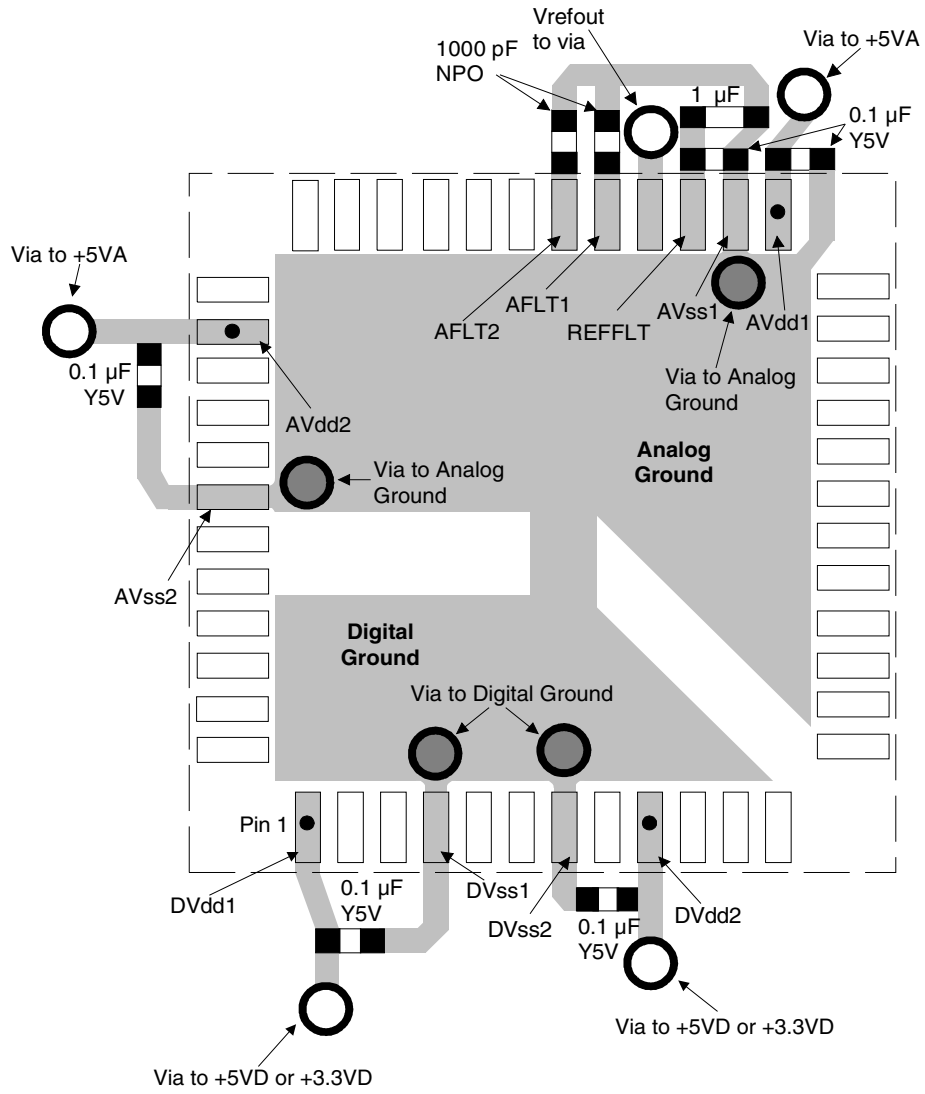 Vrefout
to via
Via to +5VA
1000 pF
NPO
1 µF
0.1 µF
Y5V
Via to +5VA
AFLT2
AFLT1
REFFLT
AVss1
AVdd1
0.1 µF
Y5V
Via to Analog
Ground
AVdd2
Analog
Ground
Via to Analog
Ground
AVss2
Digital
Ground
Via to Digital Ground
Pin 1
DVdd1
0.1 µF
Y5V
DVss1
DVss2
0.1 µF
Y5V
DVdd2
Via to +5VD or +3.3VD
Via to +5VD or +3.3VD